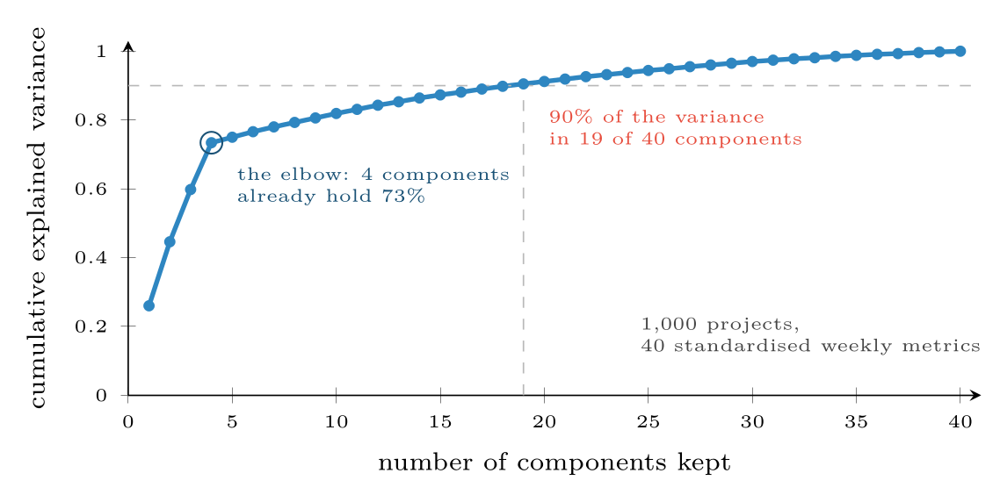 cumulative explained variance
1
0.8
0.6
0.4
0.2
0
90% of the variance
in 19 of 40 components
the elbow: 4 components
already hold 73%
1,000 projects,
40 standardised weekly metrics
0 5 10 15 20 25 30 35 40
number of components kept